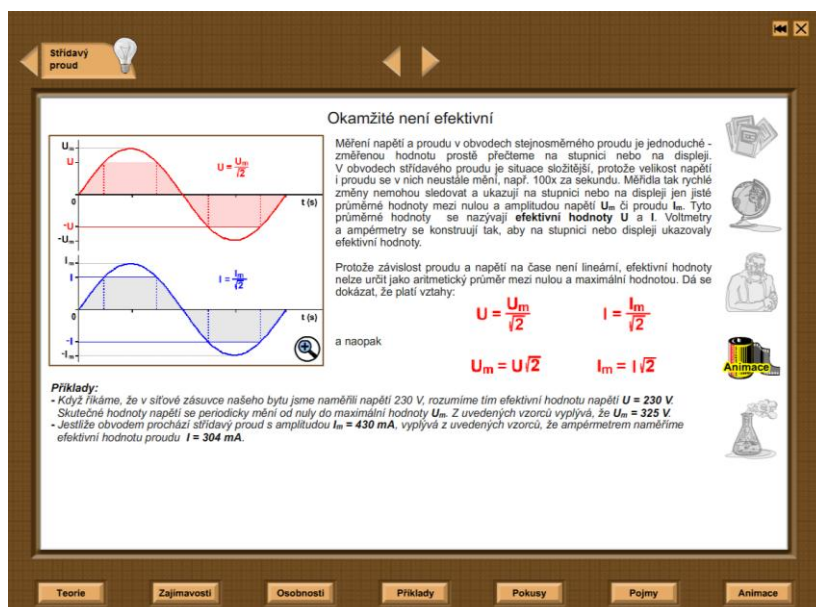 Střídavý
proud
Okamžité není efektivní
Měření napětí a proudu v obvodech stejnosměrného proudu je jednoduché -
změřenou hodnotu prostě přečteme na stupnici nebo na displeji.
V obvodech střídavého proudu je situace složitější, protože velikost napětí
i proudu se v nich neustále mění, např. 100x za sekundu. Měřidla tak rychlé
změny nemohou sledovat a ukazují na stupnici nebo na displeji jen jisté
průměrné hodnoty mezi nulou a amplitudou napětí Um či proudu Im. Tyto
průměrné hodnoty se nazývají efektivní hodnoty U a I. Voltmetry
a ampérmetry se konstruují tak, aby na stupnici nebo displeji ukazovaly
efektivní hodnoty.
Protože závislost proudu a napětí na čase není lineární, efektivní hodnoty
nelze určit jako aritmetický průměr mezi nulou a maximální hodnotou. Dá se
dokázat, že platí vztahy:
U = Um/√2 I = Im/√2
a naopak
Um = U√2 Im = I√2
Um
U
U = Um/√2
0
t (s)
-U
-Um
Im
I
I = Im/√2
0
t (s)
-I
-Im
Animace
Příklady:
- Když říkáme, že v síťové zásuvce našeho bytu jsme naměřili napětí 230 V, rozumíme tím efektivní hodnotu napětí U = 230 V.
Skutečné hodnoty napětí se periodicky mění od nuly do maximální hodnoty Um. Z uvedených vzorců vyplývá, že Um = 325 V.
- Jestliže obvodem prochází střídavý proud s amplitudou Im = 430 mA, vyplývá z uvedených vzorců, že ampérmetrem naměříme
efektivní hodnotu proudu I = 304 mA.
Teorie Zajímavosti Osobnosti Příklady Pokusy Pojmy Animace